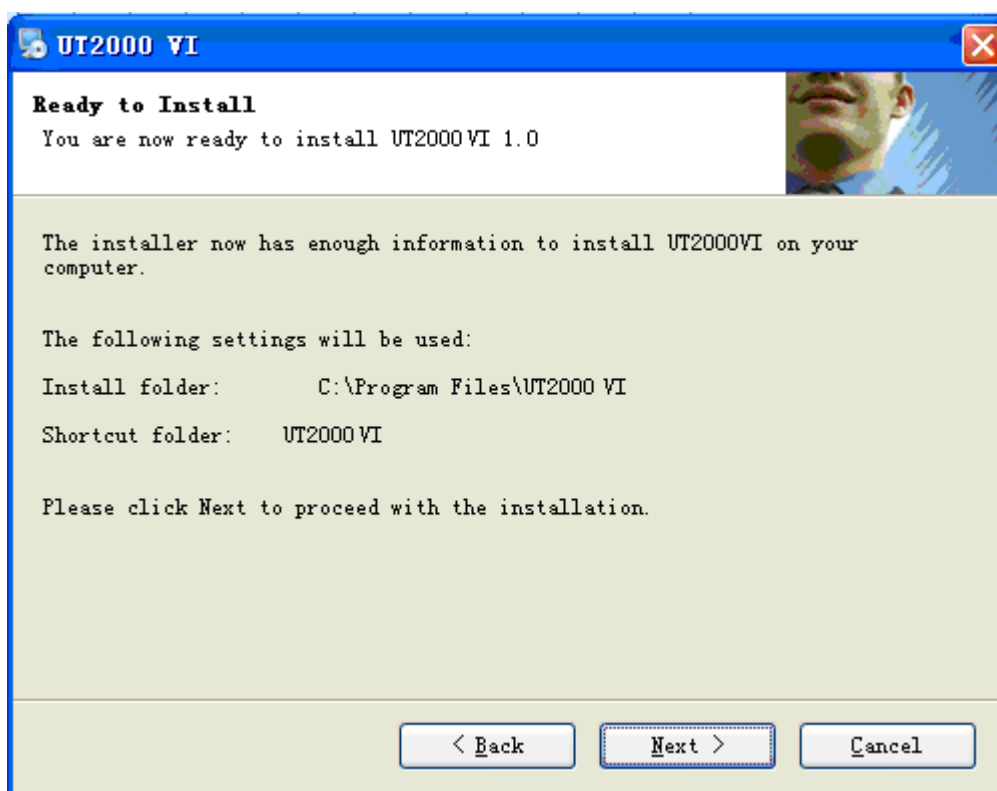 UT2000 VI
Ready to Install
You are now ready to install UT2000 VI 1.0
The installer now has enough information to install UT2000VI on your
computer.
The following settings will be used:
Install folder: C:\Program Files\UT2000 VI
Shortcut folder: UT2000 VI
Please click Next to proceed with the installation.
< Back Next > Cancel